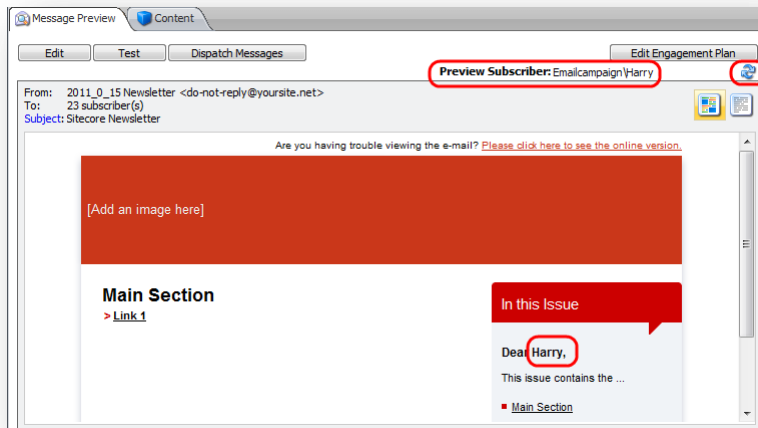 Message Preview Content
Edit Test Dispatch Messages Edit Engagement Plan
Preview Subscriber: Emailcampaign\Harry
From: 2011_0_15 Newsletter <do-not-reply@yoursite.net>
To: 23 subscriber(s)
Subject: Sitecore Newsletter
Are you having trouble viewing the e-mail? Please click here to see the online version.
[Add an image here]
Main Section
> Link 1
In this Issue
Dear Harry,
This issue contains the ...
Main Section